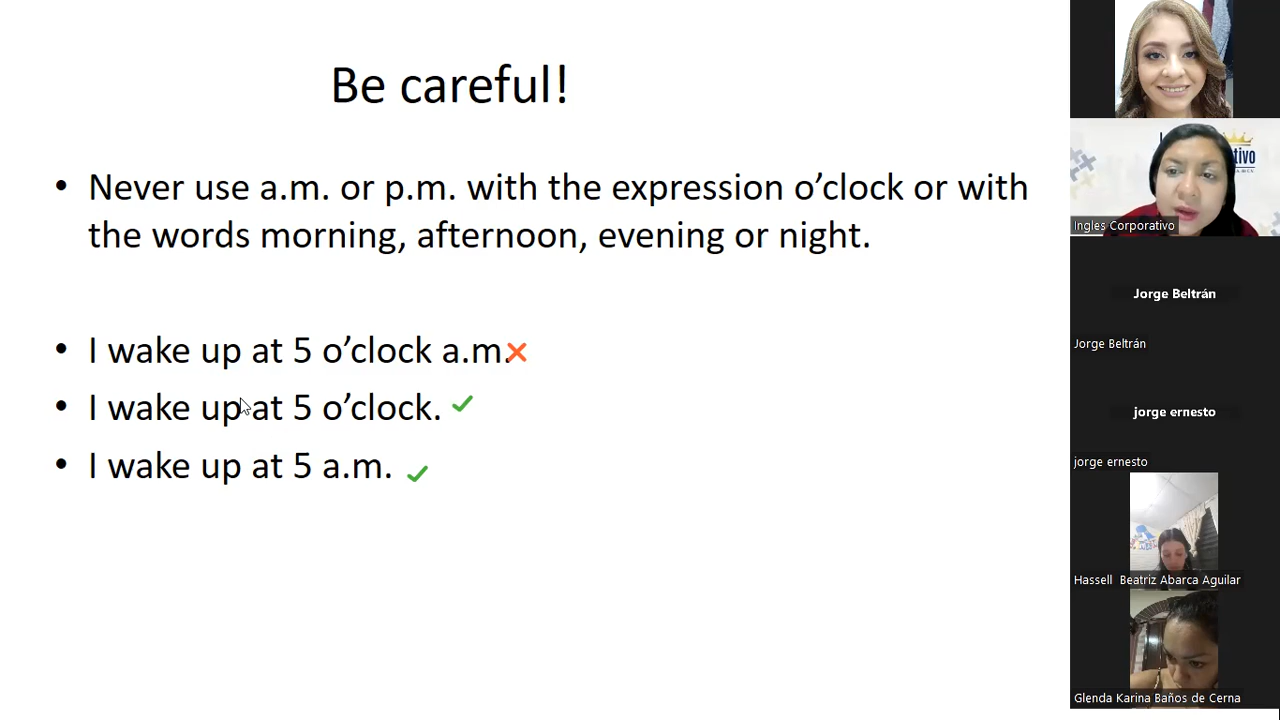 Be careful!
• Never use a.m. or p.m. with the expression o’clock or with
the words morning, afternoon, evening or night.
• I wake up at 5 o’clock a.m.
• I wake up at 5 o’clock.
• I wake up at 5 a.m.
Ingles Corporativo
Jorge Beltrán
Jorge Beltrán
jorge ernesto
jorge ernesto
Hassell Beatriz Abarca Aguilar
Glenda Karina Baños de Cerna